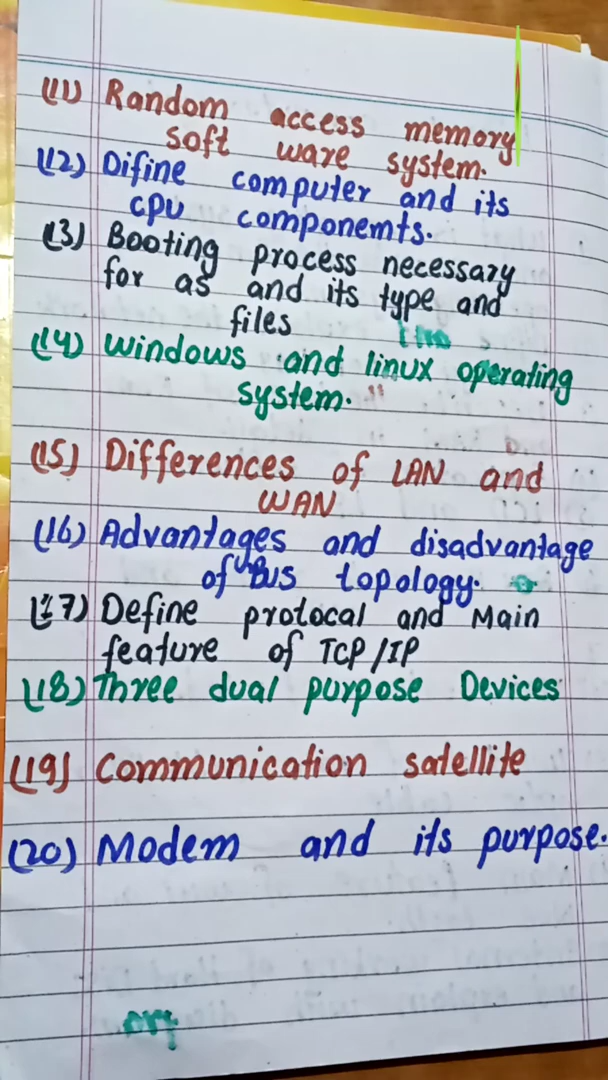 (11) Random access memory
soft ware system.
(12) Difine computer and its
cpu componemts.
(13) Booting process necessary
for as and its type and
files
(14) Windows and linux operating
system."
(15) Differences of LAN and
WAN
(16) Advantages and disadvantage
of Bus topology.
(17) Define protocal and Main
feature of TCP/IP
(18) Three dual purpose Devices
(19) Communication satellite
(20) Modem and its purpose.